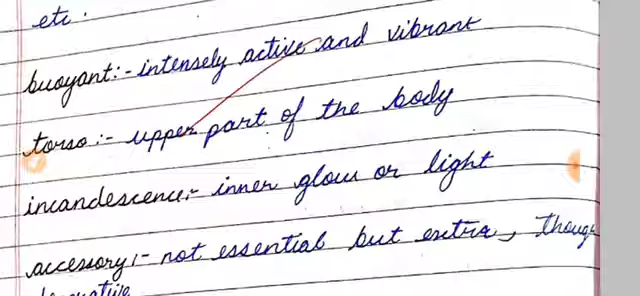 etc.
buoyant:- intensely active and vibrant
torso:- upper part of the body
incandescence:- inner glow or light
accessory:- not essential but extra, though